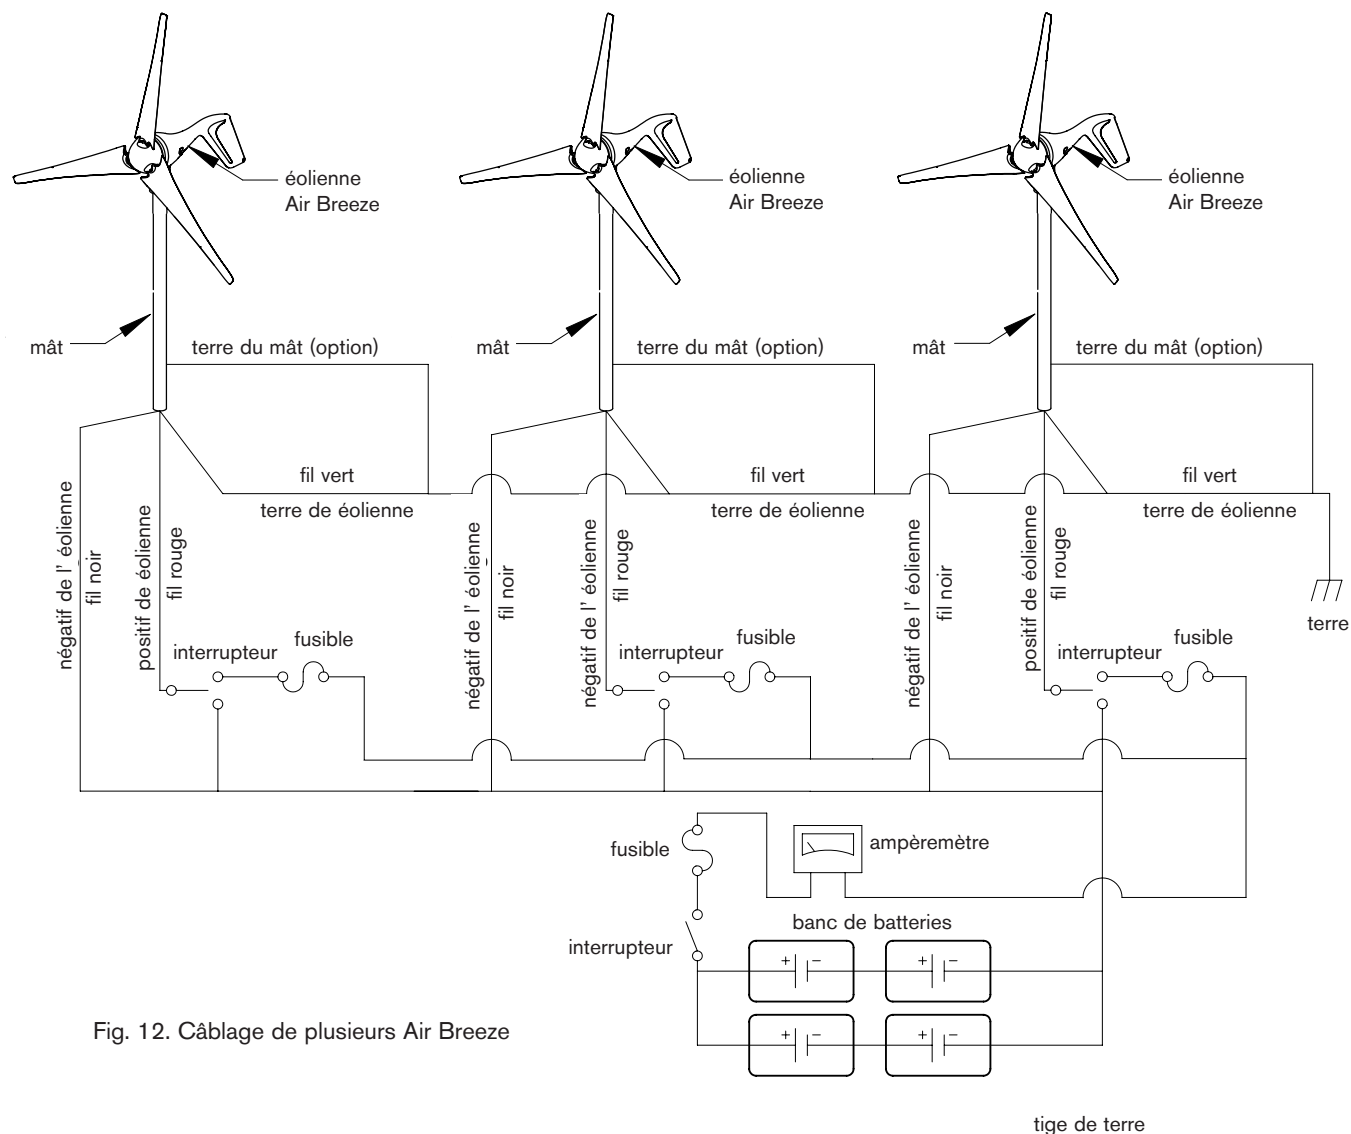 éolienne
Air Breeze
éolienne
Air Breeze
éolienne
Air Breeze
mât
terre du mât (option)
mât
terre du mât (option)
mât
terre du mât (option)
fil vert
terre de éolienne
fil vert
terre de éolienne
fil vert
terre de éolienne
négatif de l' éolienne
fil noir
positif de éolienne
fil rouge
négatif de l' éolienne
fil noir
négatif de l' éolienne
fil rouge
négatif de l' éolienne
fil noir
positif de éolienne
fil rouge
terre
interrupteur
fusible
interrupteur
fusible
interrupteur
fusible
fusible
ampèremètre
banc de batteries
interrupteur
+ −
+ −
+ −
+ −
Fig. 12. Câblage de plusieurs Air Breeze
tige de terre